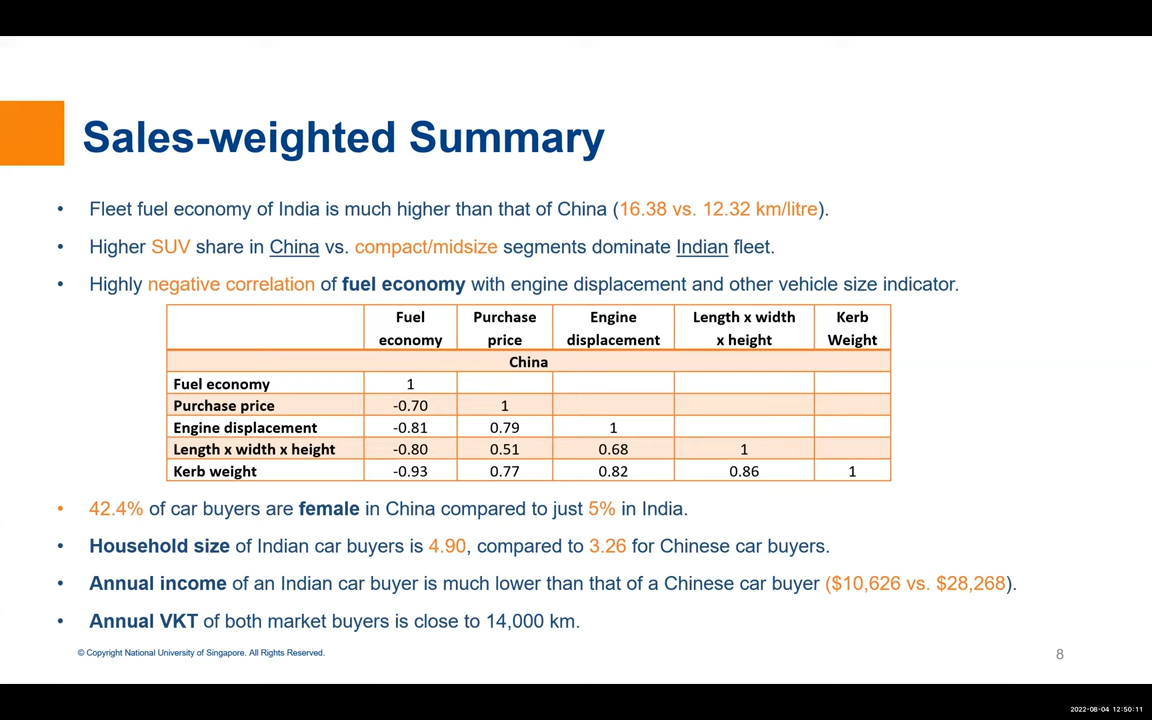 Sales-weighted Summary
• Fleet fuel economy of India is much higher than that of China (16.38 vs. 12.32 km/litre).
• Higher SUV share in China vs. compact/midsize segments dominate Indian fleet.
• Highly negative correlation of fuel economy with engine displacement and other vehicle size indicator.
Fuel economy Purchase price Engine displacement Length x width x height Kerb Weight
China
Fuel economy 1
Purchase price -0.70 1
Engine displacement -0.81 0.79 1
Length x width x height -0.80 0.51 0.68 1
Kerb weight -0.93 0.77 0.82 0.86 1
• 42.4% of car buyers are female in China compared to just 5% in India.
• Household size of Indian car buyers is 4.90, compared to 3.26 for Chinese car buyers.
• Annual income of an Indian car buyer is much lower than that of a Chinese car buyer ($10,626 vs. $28,268).
• Annual VKT of both market buyers is close to 14,000 km.
© Copyright National University of Singapore. All Rights Reserved.
8
2022-08-04 12:50:11